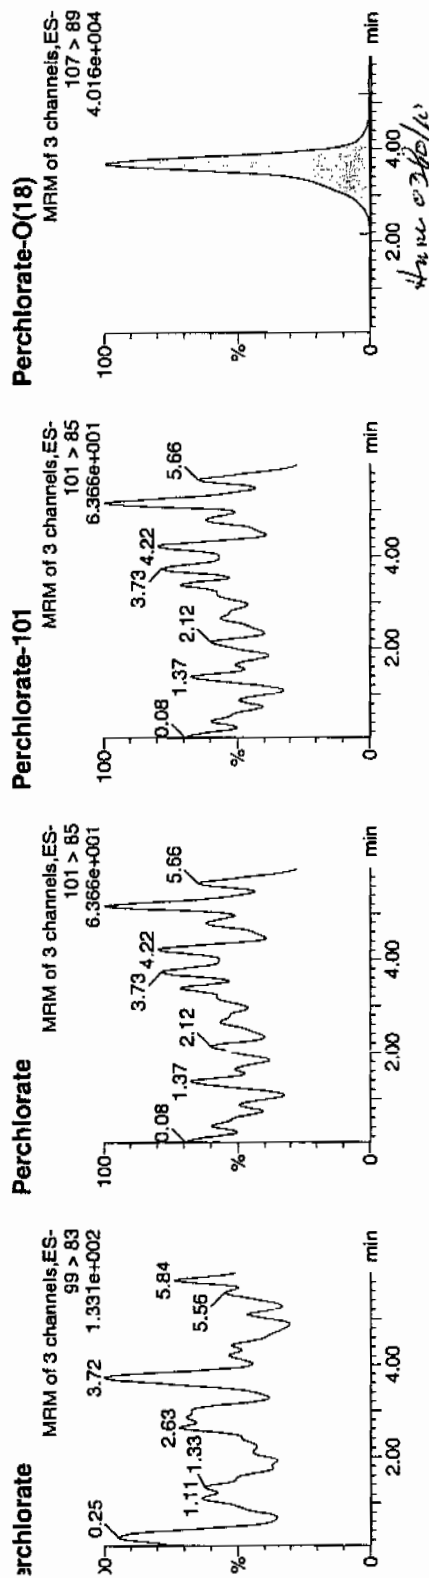 erchlorate
MRM of 3 channels,ES-
99 > 83
1.331e+002
0.25
1.11
1.33
2.63
3.72
5.56
5.84
00
%
0
2.00
4.00
min
Perchlorate
MRM of 3 channels,ES-
101 > 85
6.366e+001
0.08
1.37
2.12
3.73
4.22
5.66
100
%
0
2.00
4.00
min
Perchlorate-101
MRM of 3 channels,ES-
101 > 85
6.366e+001
0.08
1.37
2.12
3.73
4.22
5.66
100
%
0
2.00
4.00
min
Perchlorate-O(18)
MRM of 3 channels,ES-
107 > 89
4.016e+004
100
%
0
2.00
4.00
min